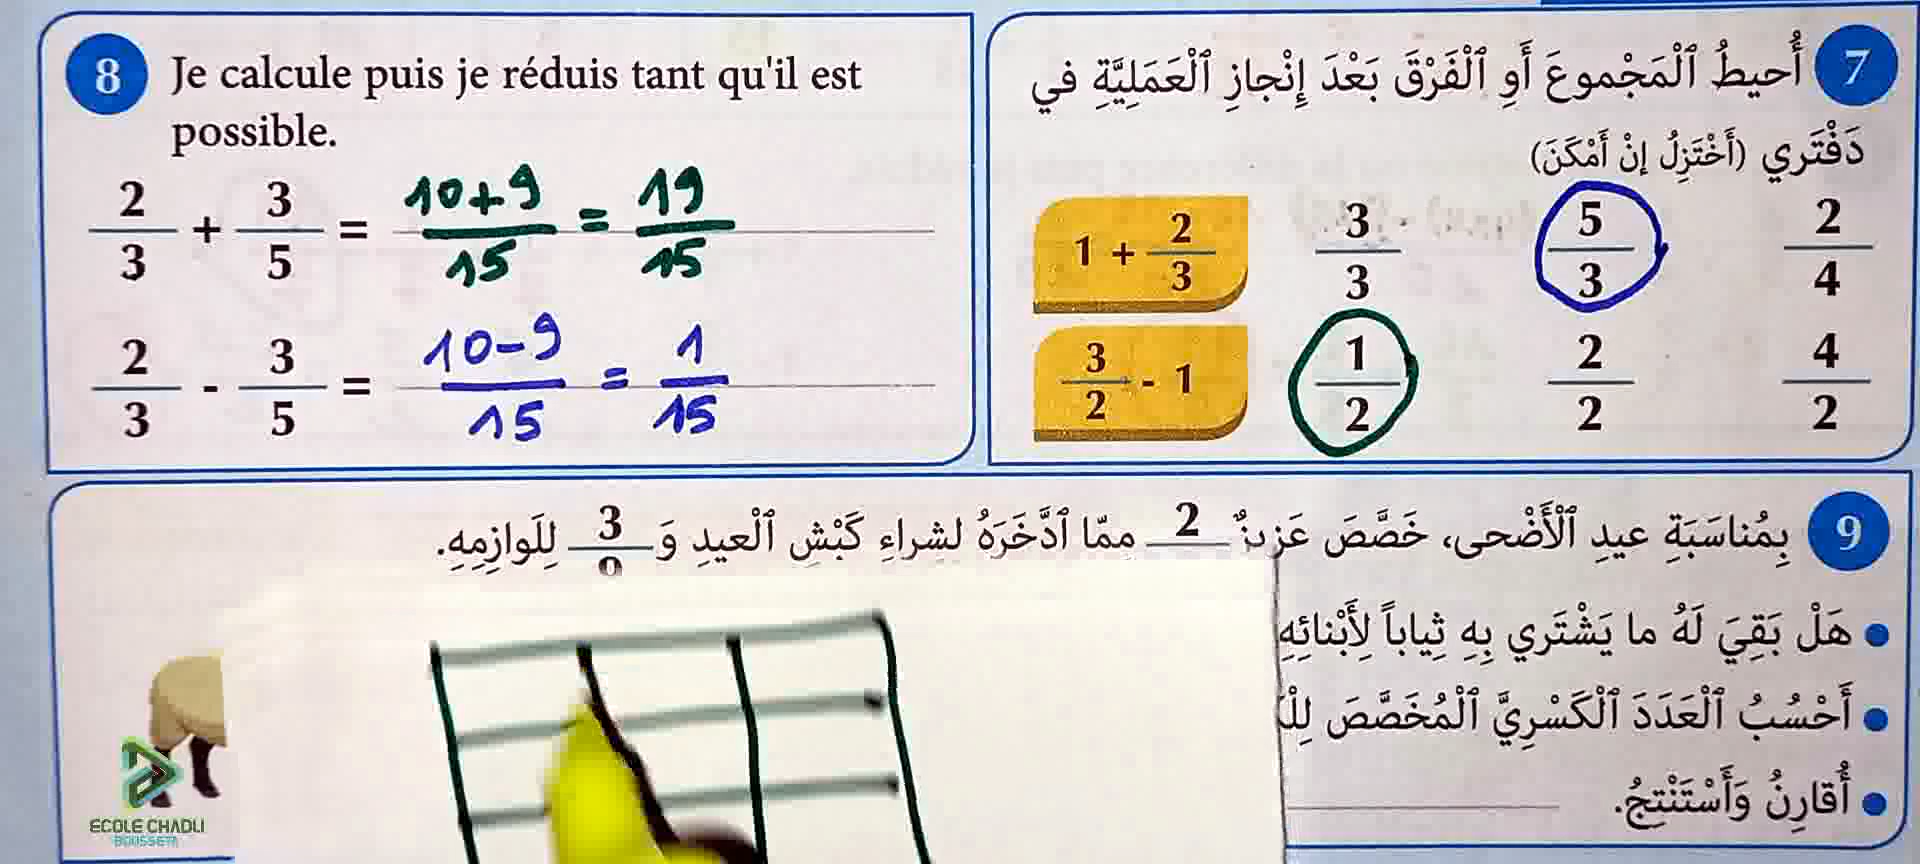 8 Je calcule puis je réduis tant qu'il est
possible.
2/3 + 3/5 = 10+9/15 = 19/15
2/3 - 3/5 = 10-9/15 = 1/15
7 أُحيطُ ٱلْمَجْموعَ أَوِ ٱلْفَرْقَ بَعْدَ إِنْجازِ ٱلْعَمَلِيَّةِ في
دَفْتَري (أَخْتَزِلُ إِنْ أَمْكَنَ)
1 + 2/3 3/3 5/3 2/4
3/2 - 1 1/2 2/2 4/2
9 بِمُناسَبَةِ عيدِ ٱلْأَضْحى، خَصَّصَ عَزيزٌ 2 مِمّا ٱدَّخَرَهُ لشِراءِ كَبْشِ ٱلْعيدِ وَ 3 لِلَوازِمِهِ.
• هَلْ بَقِيَ لَهُ ما يَشْتَري بِهِ ثِياباً لِأَبْنائِهِ
• أَحْسُبُ ٱلْعَدَدَ ٱلْكَسْرِيَّ ٱلْمُخَصَّصَ
• أُقارِنُ وَأَسْتَنْتِجُ.
ECOLE CHADLI
BOUSSEM